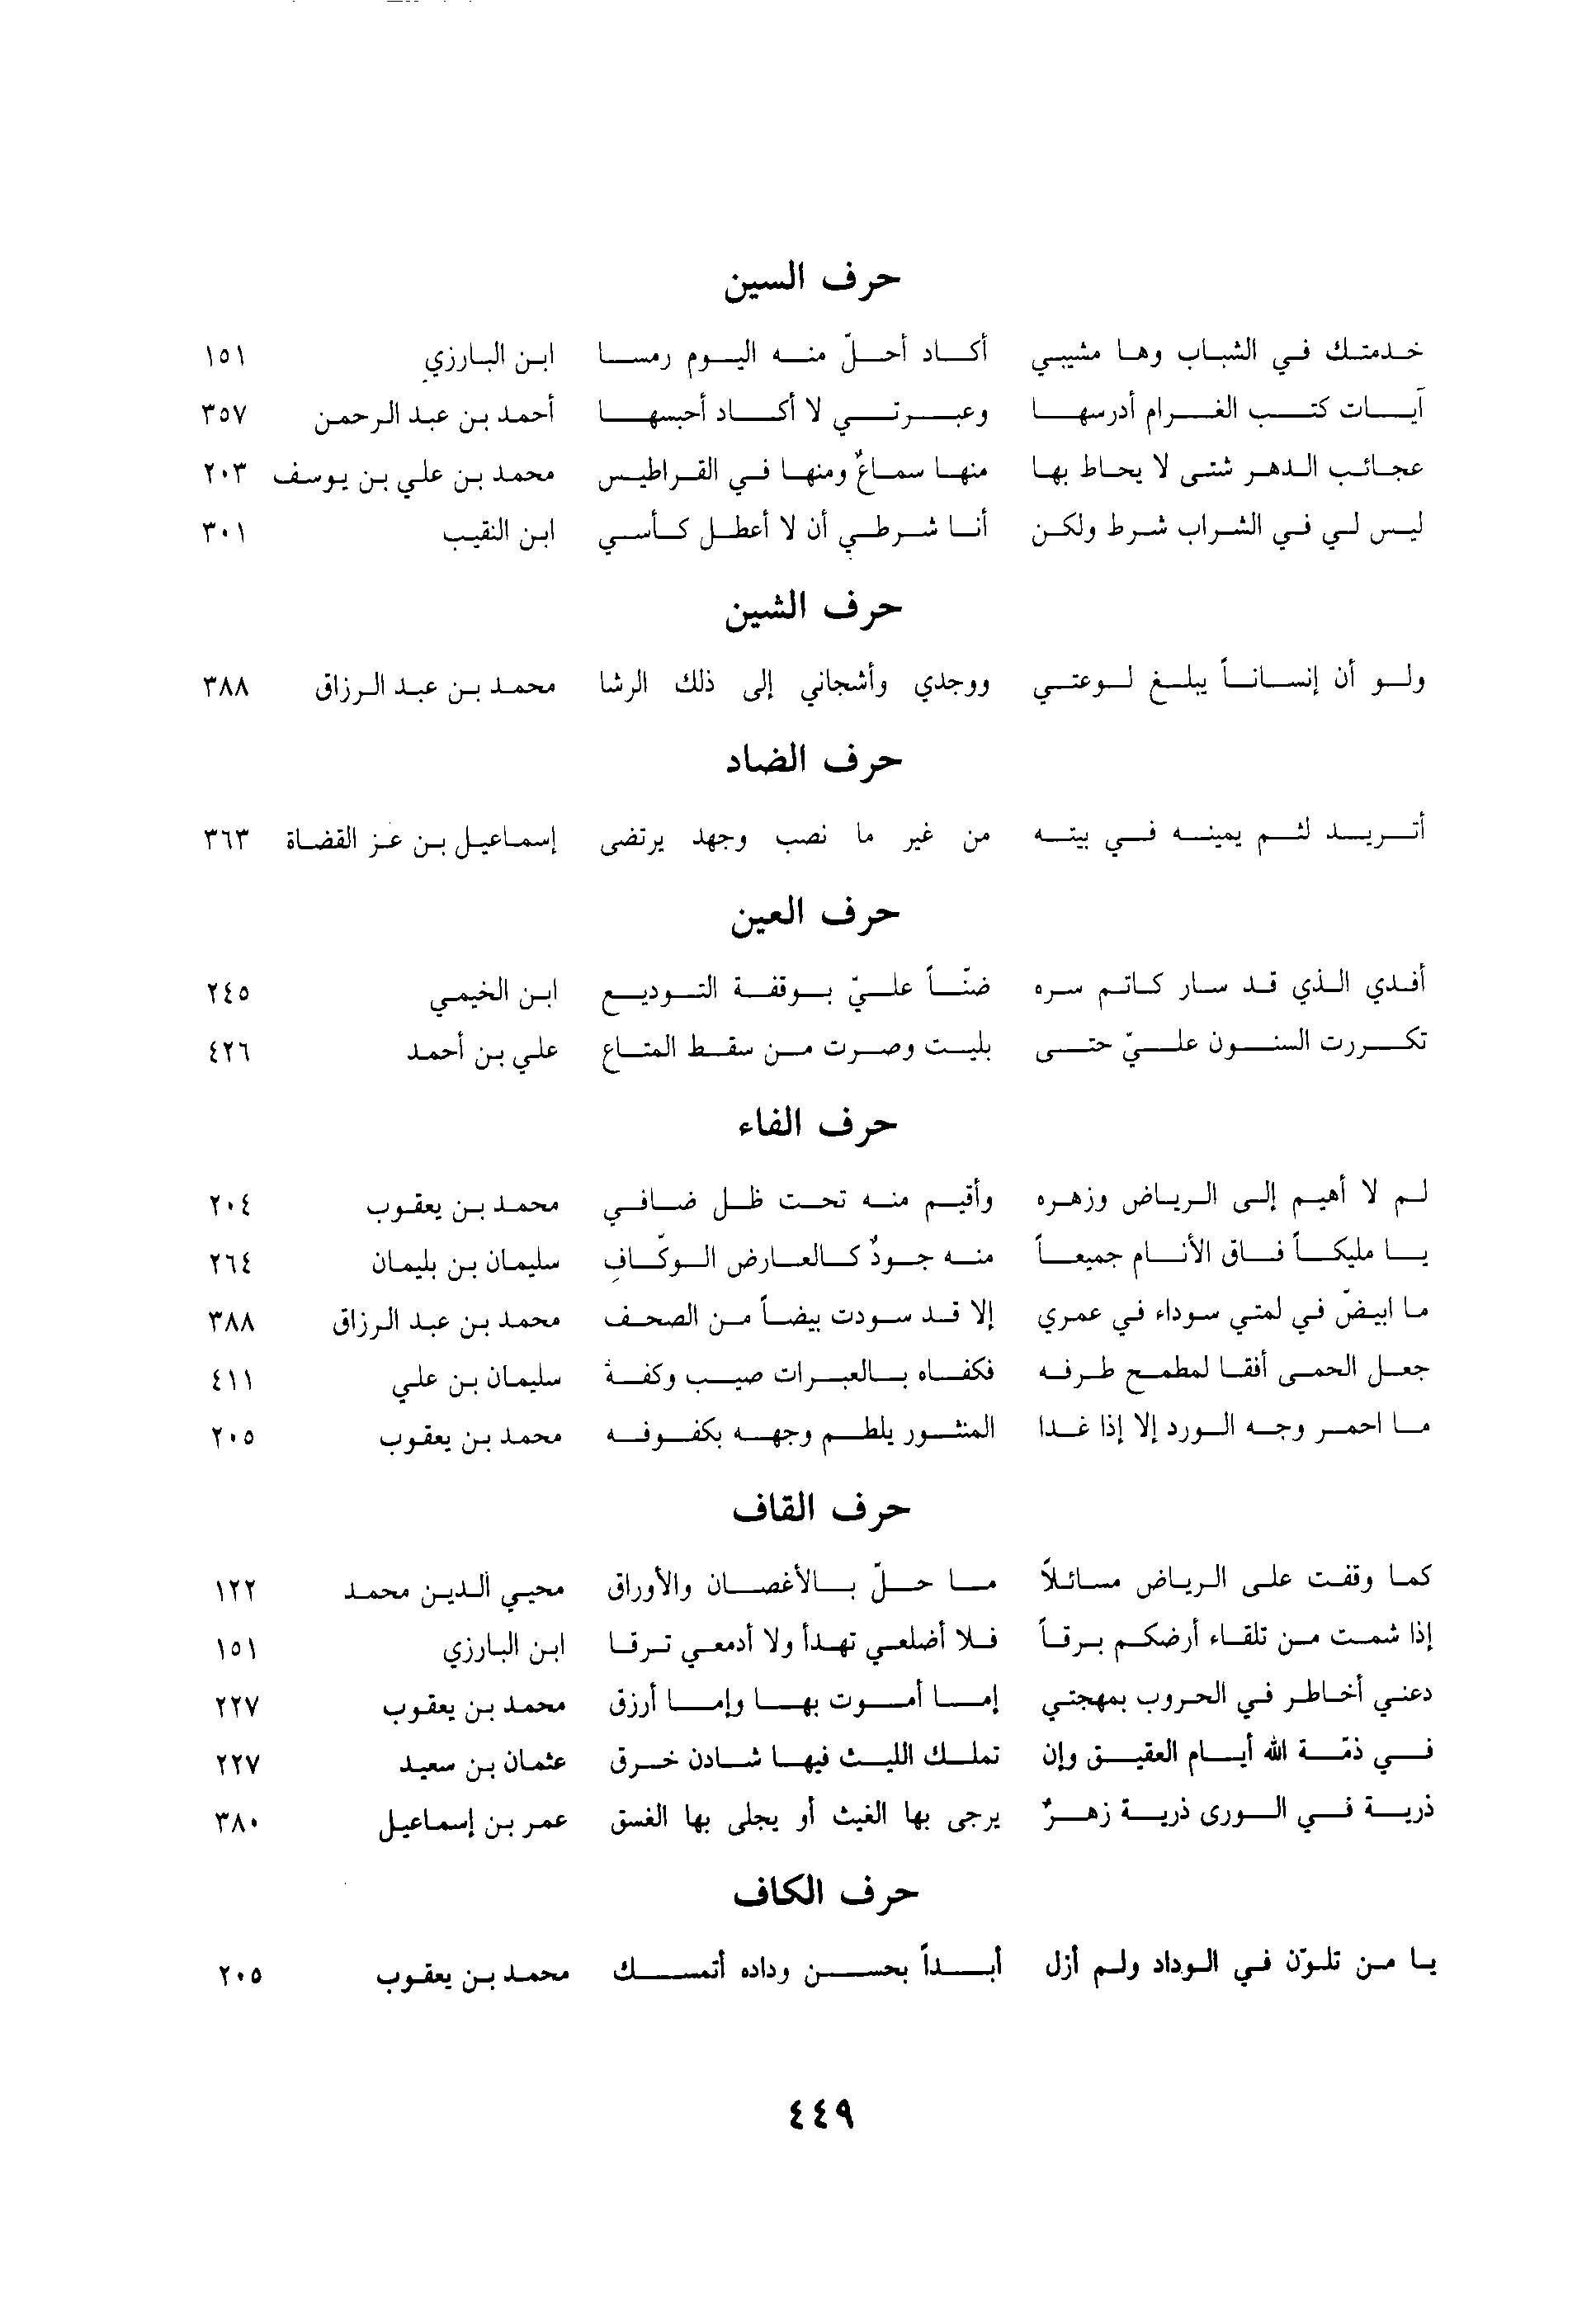 حرف السين
خدمتك في الشباب وها مشيبي أكاد أحلّ منه اليوم رمسا ابن البارزي ١٥١
آيات كتب الغرام أدرسها وعبرتي لا أكاد أحبسها أحمد بن عبد الرحمن ٣٥٧
عجائب الدهر شتى لا يحاط بها منها سماعٌ ومنها في القراطيس محمد بن علي بن يوسف ٢٠٣
ليس لي في الشراب شرط ولكن أنا شرطي أن لا أعطل كأسي ابن النقيب ٣٠١
حرف الشين
ولو أن إنساناً يبلغ لوعتي ووجدي وأشجاني إلى ذلك الرشا محمد بن عبد الرزاق ٣٨٨
حرف الضاد
أتريد لثم يمينه في بيته من غير ما نصب وجهد يرتضى إسماعيل بن عز القضاة ٣٦٣
حرف العين
أفدي الذي قد سار كاتم سره ضنّاً عليّ بوقفة التوديع ابن الخيمي ٢٤٥
تكررت السنون عليّ حتى بليت وصرت من سقط المتاع علي بن أحمد ٤٢٦
حرف الفاء
لم لا أهيم إلى الرياض وزهره وأقيم منه تحت ظل ضافي محمد بن يعقوب ٢٠٤
يا مليكاً فاق الأنام جميعاً منه جودٌ كالعارض الوكّافِ سليمان بن بليمان ٢٦٤
ما ابيضّ في لمتي سوداء في عمري إلا قد سودت بيضاً من الصحف محمد بن عبد الرزاق ٣٨٨
جعل الحمى أفقا لمطمح طرفه فكفاه بالعبرات صيب وكفة سليمان بن علي ٤١١
ما احمر وجه الورد إلا إذا غدا المنثور يلطم وجهه بكفوفه محمد بن يعقوب ٢٠٥
حرف القاف
كما وقفت على الرياض مسائلاً ما حلّ بالأغصان والأوراق محيي الدين محمد ١٢٢
إذا شمت من تلقاء أرضكم برقاً فلا أضلعي تهدأ ولا أدمعي ترقا ابن البارزي ١٥١
دعني أخاطر في الحروب بمهجتي إما أموت بها وإما أرزق محمد بن يعقوب ٢٢٧
في ذمّة الله أيام العقيق وإن تملك الليث فيها شادن خرق عثمان بن سعيد ٢٢٧
ذرية في الورى ذرية زهرٌ يرجى بها الغيث أو يجلى بها الغسق عمر بن إسماعيل ٣٨٠
حرف الكاف
يا من تلوّن في الوداد ولم أزل أبداً بحسن وداده أتمسك محمد بن يعقوب ٢٠٥
٤٤٩